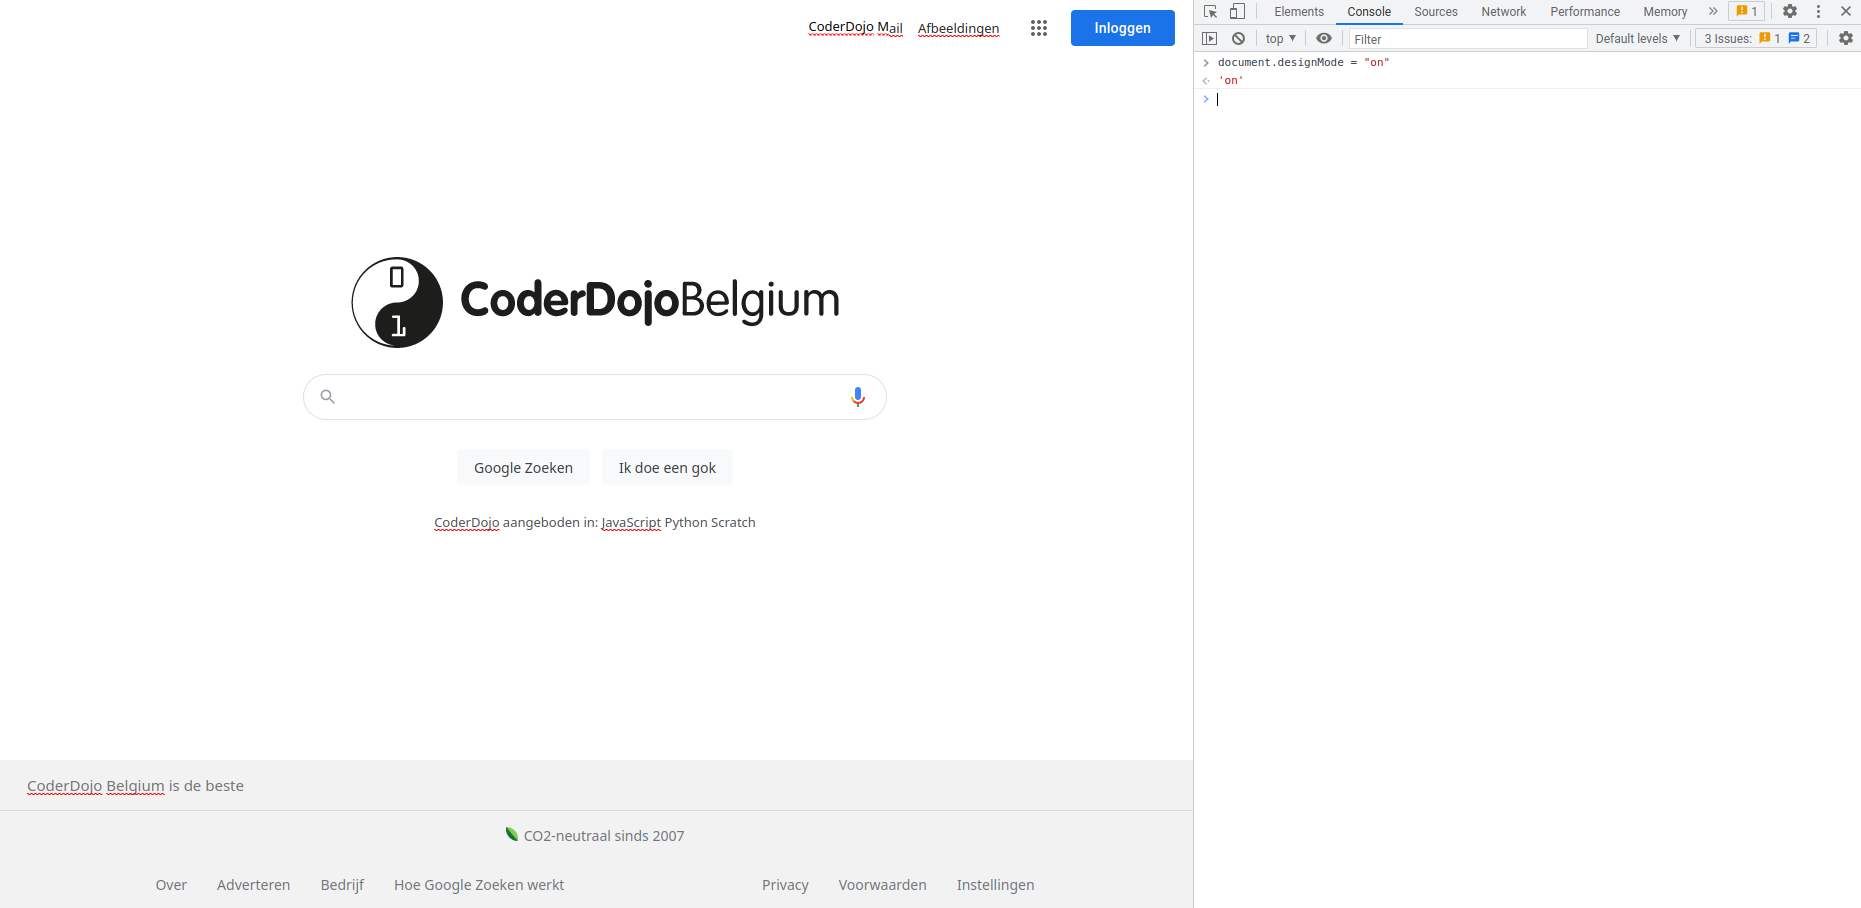 CoderDojo Mail Afbeeldingen Inloggen
0
1
CoderDojoBelgium
Google Zoeken Ik doe een gok
CoderDojo aangeboden in: JavaScript Python Scratch
CoderDojo Belgium is de beste
CO2-neutraal sinds 2007
Over Adverteren Bedrijf Hoe Google Zoeken werkt Privacy Voorwaarden Instellingen
Elements Console Sources Network Performance Memory » 1
top Filter Default levels 3 Issues: 1 2
document.designMode = "on"
'on'